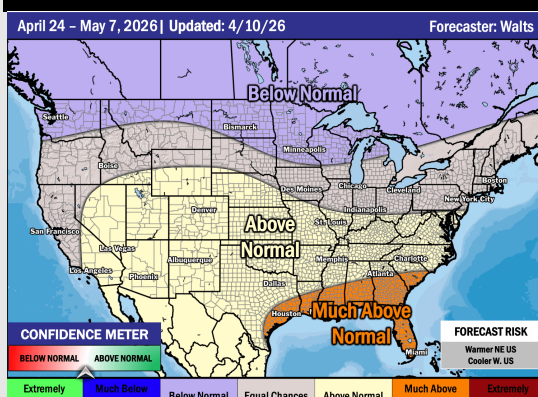 April 24 – May 7, 2026 | Updated: 4/10/26
Forecaster: Walts
Below Normal
Seattle
Bismarck
Minneapolis
Boise
Des Moines
Chicago
Cleveland
Boston
New York City
Indianapolis
Denver
Above
Normal
St. Louis
San Francisco
Las Vegas
Los Angeles
Albuquerque
Phoenix
Memphis
Charlotte
Atlanta
Dallas
Houston
Much Above
Normal
Miami
CONFIDENCE METER
BELOW NORMAL
ABOVE NORMAL
FORECAST RISK
Warmer NE US
Cooler W. US
Extremely
Much Below
Below Normal
Equal Chances
Above Normal
Much Above
Extremely